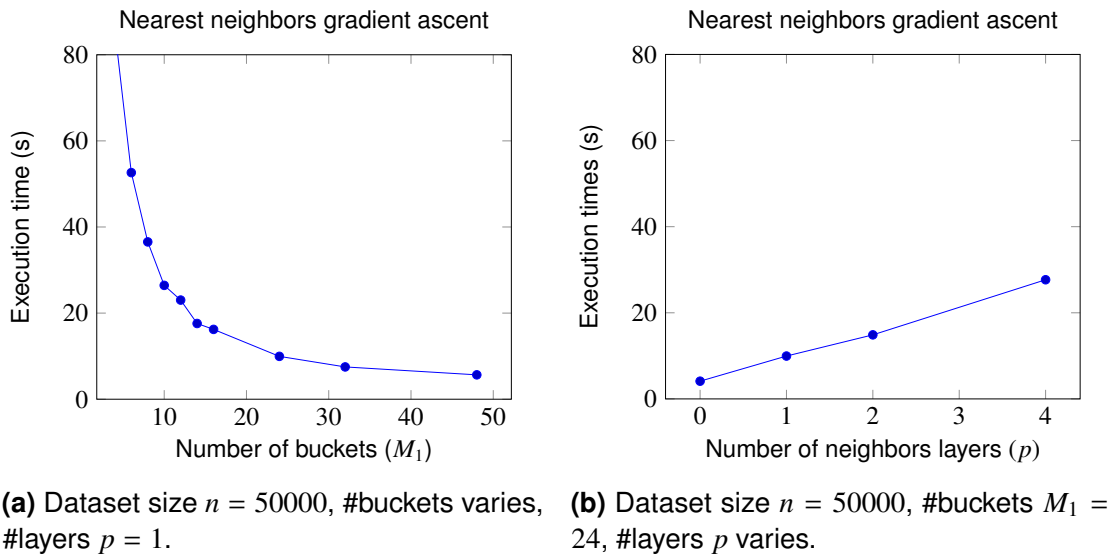 Nearest neighbors gradient ascent
80
60
40
20
0
10
20
30
40
50
Execution time (s)
Number of buckets (M₁)
(a) Dataset size n = 50000, #buckets varies,
#layers p = 1.
Nearest neighbors gradient ascent
80
60
40
20
0
0
1
2
3
4
Execution times (s)
Number of neighbors layers (p)
(b) Dataset size n = 50000, #buckets M₁ =
24, #layers p varies.